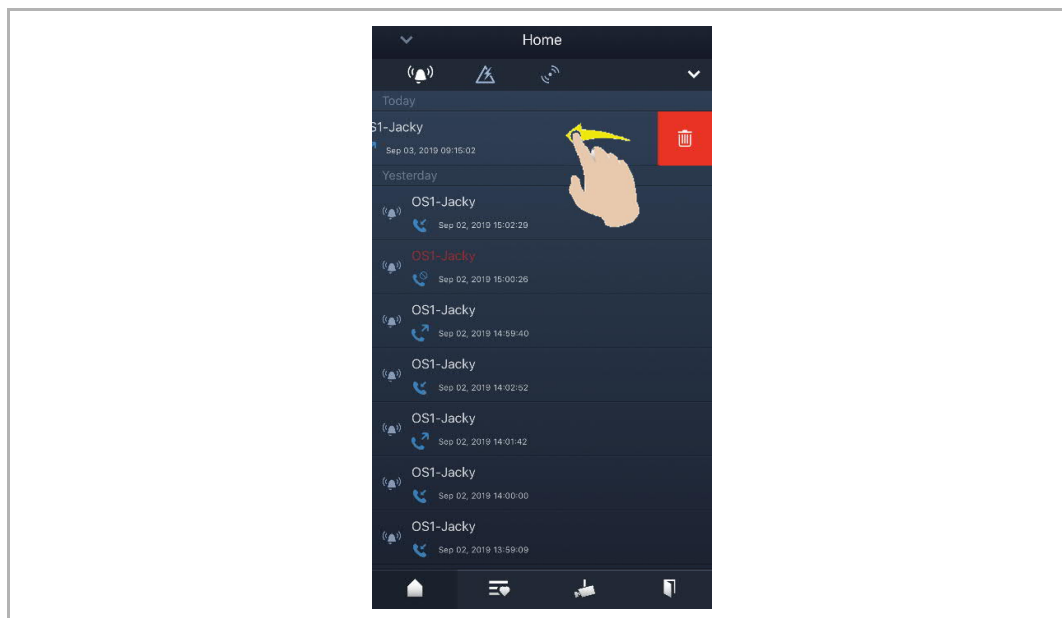 Home
Today
S1-Jacky
Sep 03, 2019 09:15:02
Yesterday
OS1-Jacky
Sep 02, 2019 15:02:29
OS1-Jacky
Sep 02, 2019 15:00:26
OS1-Jacky
Sep 02, 2019 14:59:40
OS1-Jacky
Sep 02, 2019 14:02:52
OS1-Jacky
Sep 02, 2019 14:01:42
OS1-Jacky
Sep 02, 2019 14:00:00
OS1-Jacky
Sep 02, 2019 13:59:09